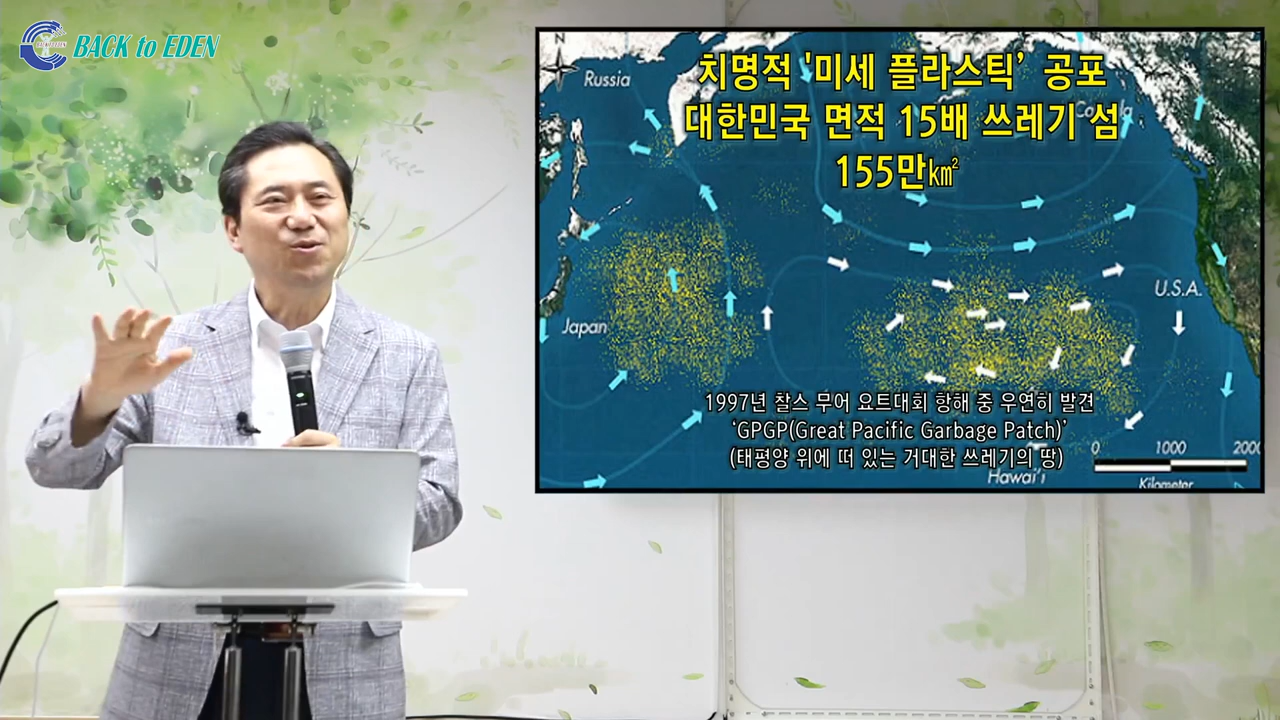 BACK to EDEN
치명적 '미세 플라스틱' 공포
대한민국 면적 15배 쓰레기 섬
155만㎢
N
Russia
Japan
U.S.A.
1997년 찰스 무어 요트대회 항해 중 우연히 발견
'GPGP(Great Pacific Garbage Patch)'
(태평양 위에 떠 있는 거대한 쓰레기의 땅)
Hawai'i
0 1000 2000
Kilometer